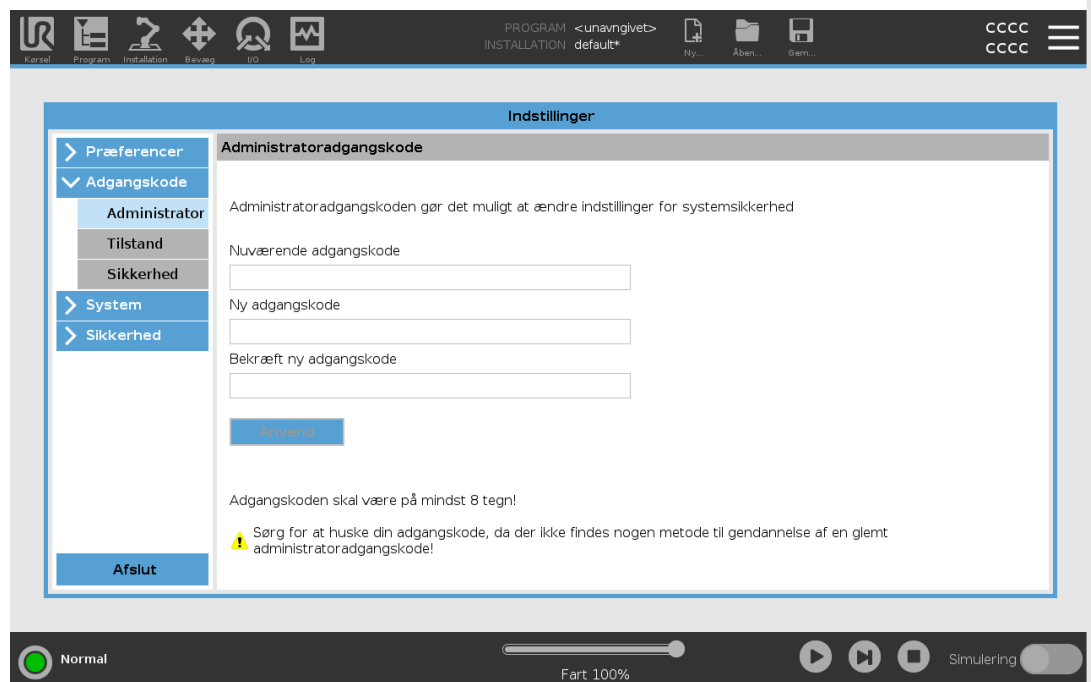 PROGRAM <unavngivet>
INSTALLATION default*
cccc
cccc
Kørsel Program Installation Bevæg I/O Log Ny... Åben... Gem...
Indstillinger
Præferencer
Adgangskode
Administrator
Tilstand
Sikkerhed
System
Sikkerhed
Afslut
Administratoradgangskode
Administratoradgangskoden gør det muligt at ændre indstillinger for systemsikkerhed
Nuværende adgangskode
Ny adgangskode
Bekræft ny adgangskode
Anvend
Adgangskoden skal være på mindst 8 tegn!
Sørg for at huske din adgangskode, da der ikke findes nogen metode til gendannelse af en glemt
administratoradgangskode!
Normal
Fart 100%
Simulering